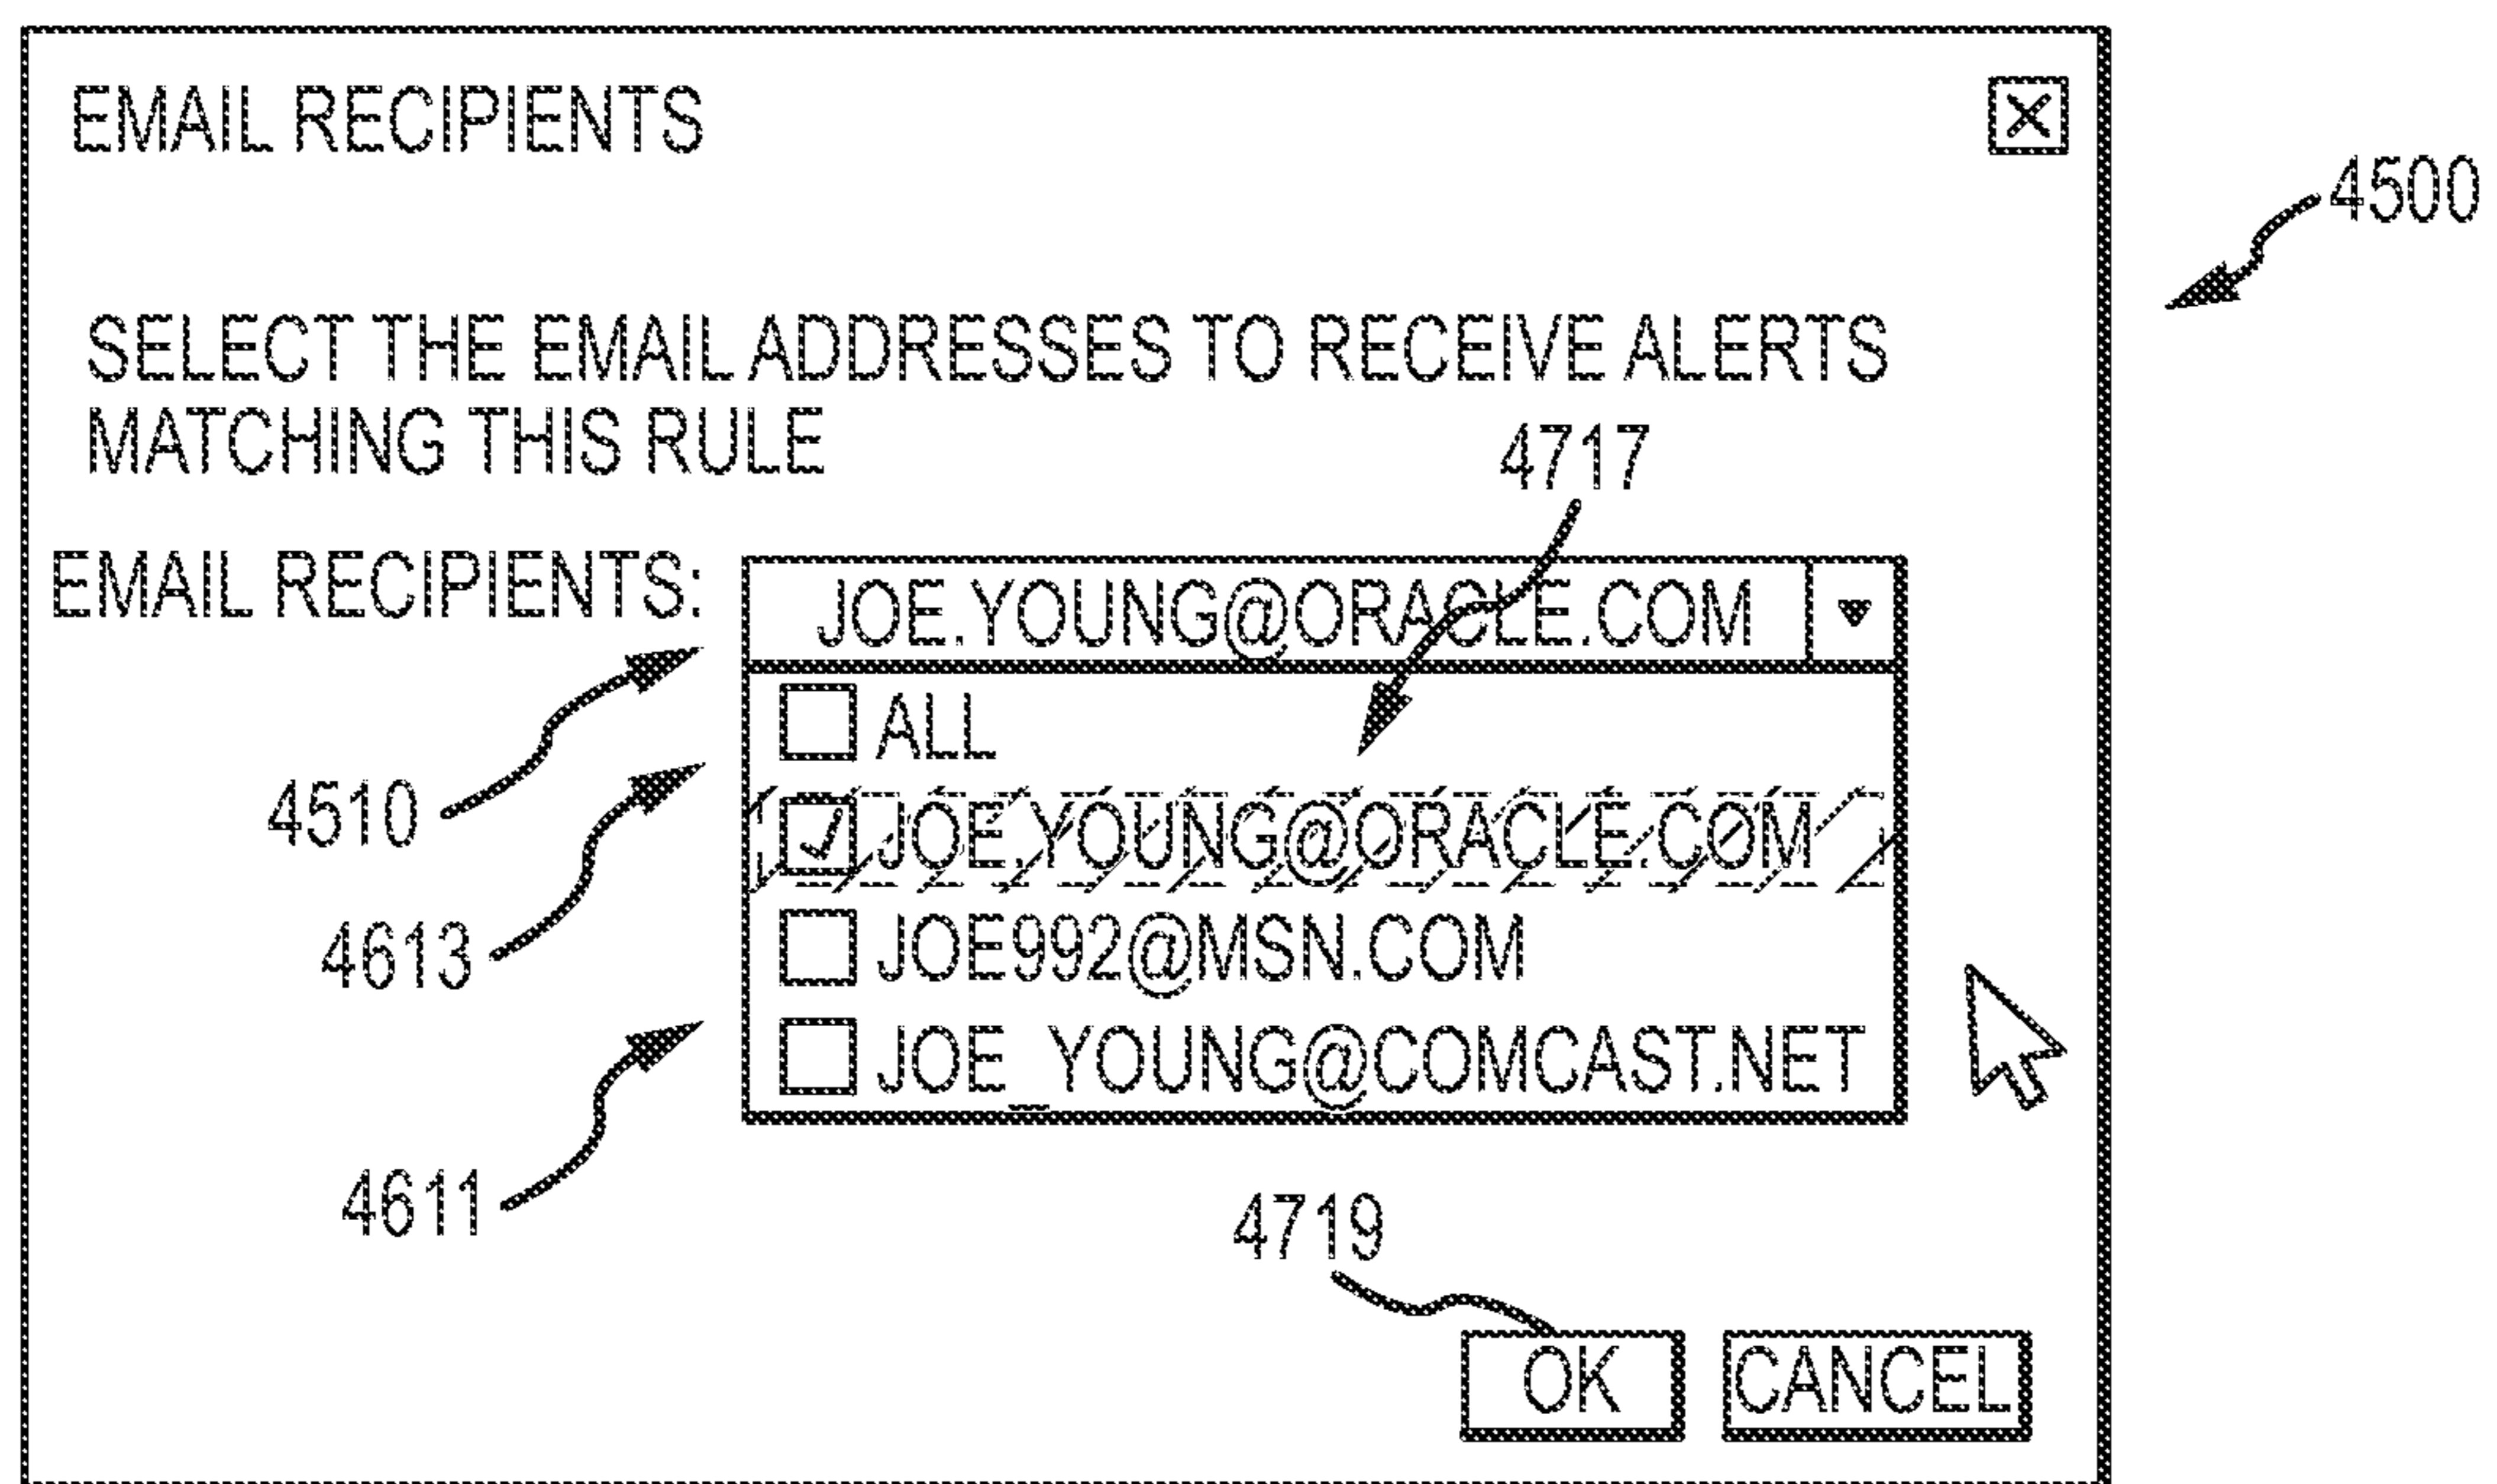 EMAIL RECIPIENTS
4500
SELECT THE EMAIL ADDRESSES TO RECEIVE ALERTS
MATCHING THIS RULE
4717
EMAIL RECIPIENTS:
JOE.YOUNG@ORACLE.COM
ALL
4510
JOE.YOUNG@ORACLE.COM
4613
JOE992@MSN.COM
JOE_YOUNG@COMCAST.NET
4611
4719
OK
CANCEL